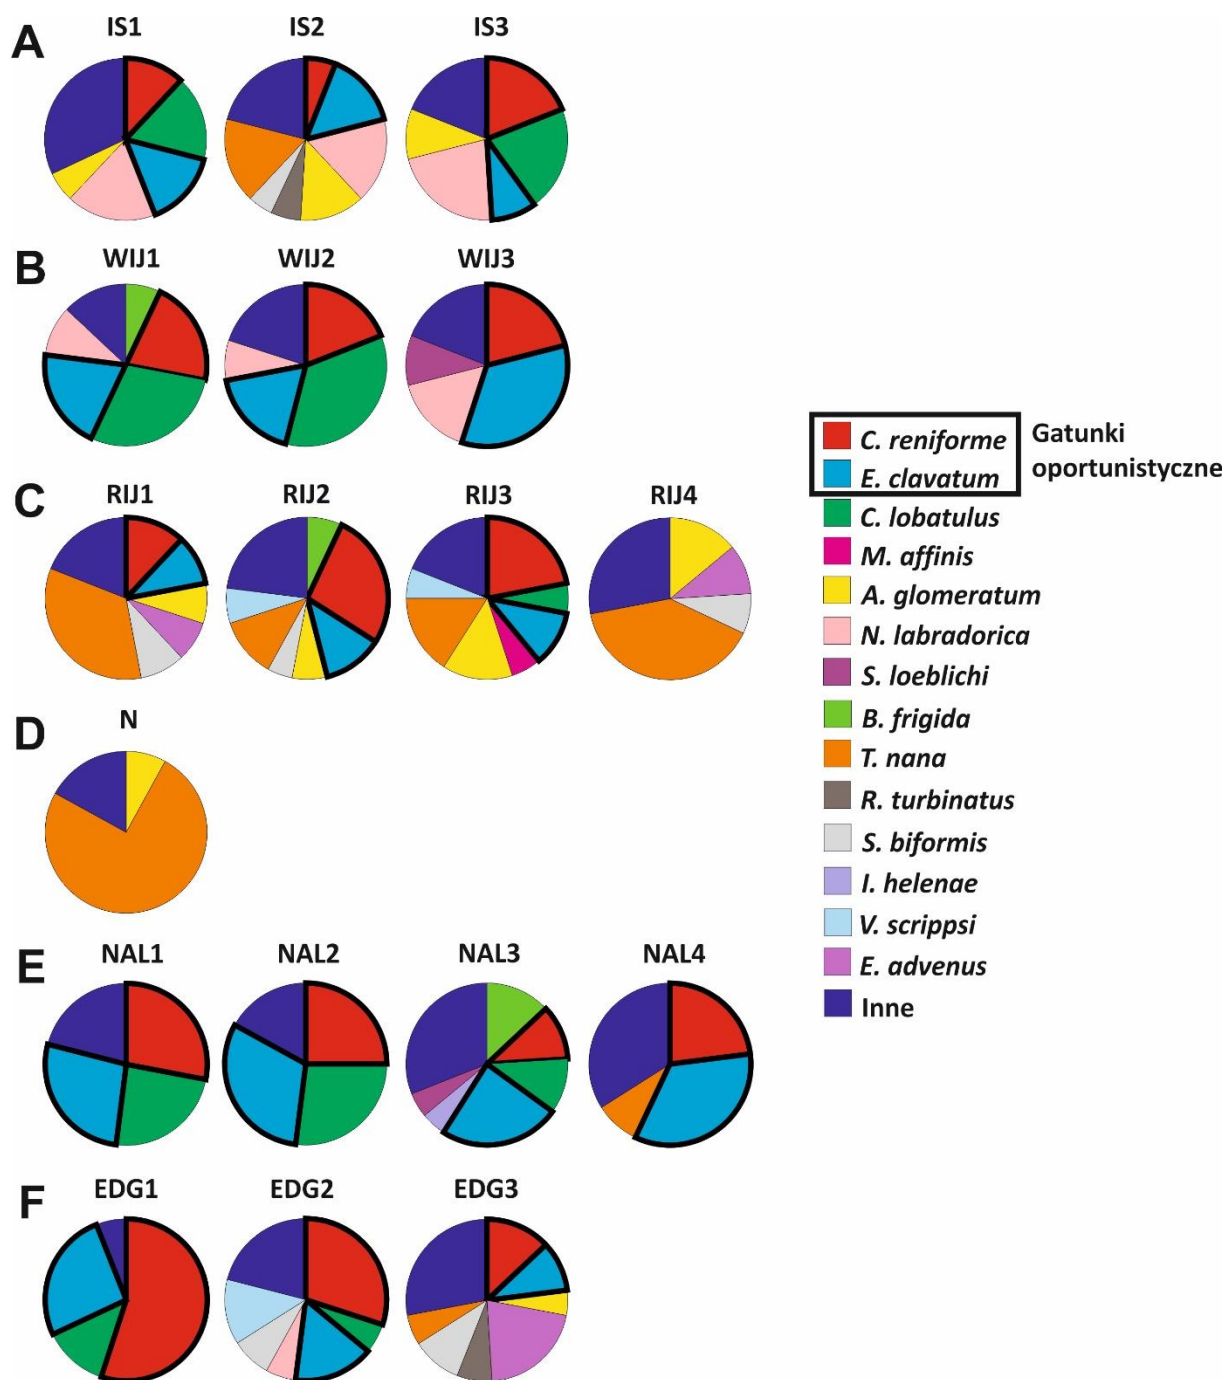 A
IS1 IS2 IS3
B
WIJ1 WIJ2 WIJ3
C
RIJ1 RIJ2 RIJ3 RIJ4
D
N
E
NAL1 NAL2 NAL3 NAL4
F
EDG1 EDG2 EDG3
Gatunki
oportunistyczne
C. reniforme
E. clavatum
C. lobatulus
M. affinis
A. glomeratum
N. labradorica
S. loeblichi
B. frigida
T. nana
R. turbinatus
S. biformis
I. helenae
V. scrippsi
E. advenus
Inne